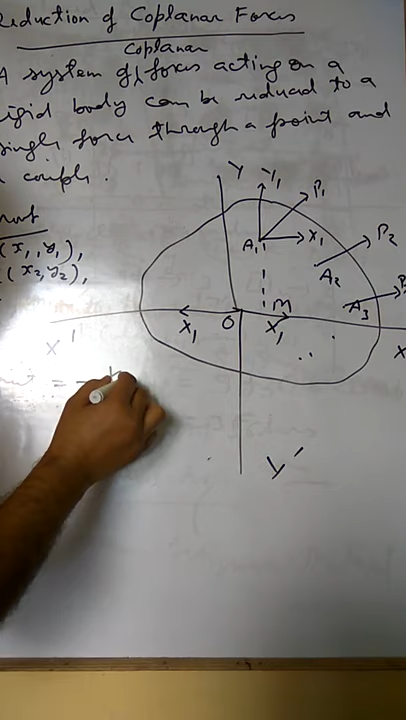 Reduction of Coplanar Forces
Coplanar
A system of forces acting on a
rigid body can be reduced to a
single force through a point and
a couple.
(x₁, y₁),
(x₂, y₂),
Y Y₁ P₁
A₁ X₁ P₂
A₂
A₃ P
X₁ O X₁ M
X' X
= -
Y'